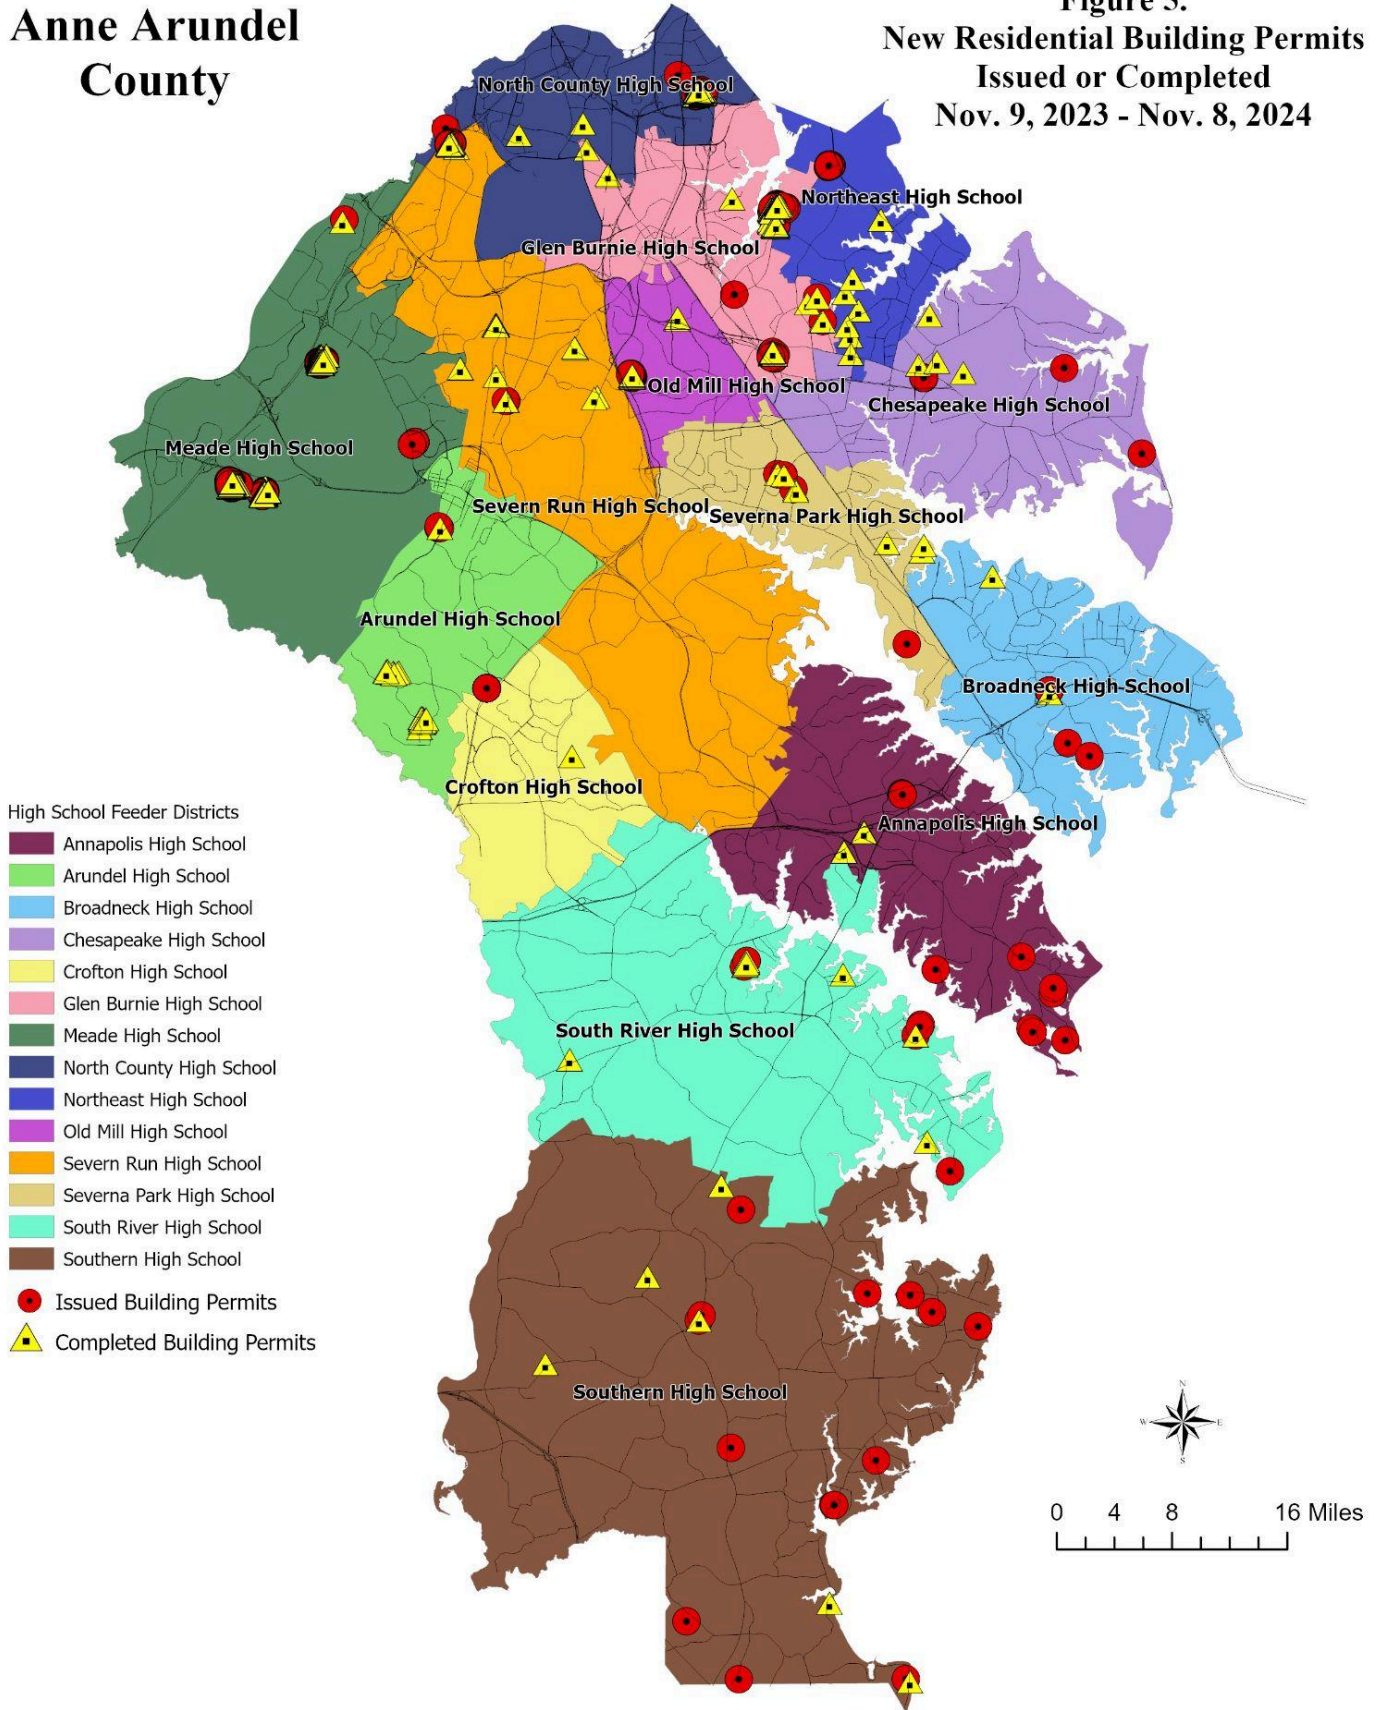 Anne Arundel
County
Figure 5.
New Residential Building Permits
Issued or Completed
Nov. 9, 2023 - Nov. 8, 2024
North County High School
Northeast High School
Glen Burnie High School
Old Mill High School
Chesapeake High School
Meade High School
Severn Run High School
Severna Park High School
Arundel High School
Broadneck High School
Crofton High School
Annapolis High School
South River High School
Southern High School
High School Feeder Districts
Annapolis High School
Arundel High School
Broadneck High School
Chesapeake High School
Crofton High School
Glen Burnie High School
Meade High School
North County High School
Northeast High School
Old Mill High School
Severn Run High School
Severna Park High School
South River High School
Southern High School
Issued Building Permits
Completed Building Permits
N
W E
S
0 4 8 16 Miles